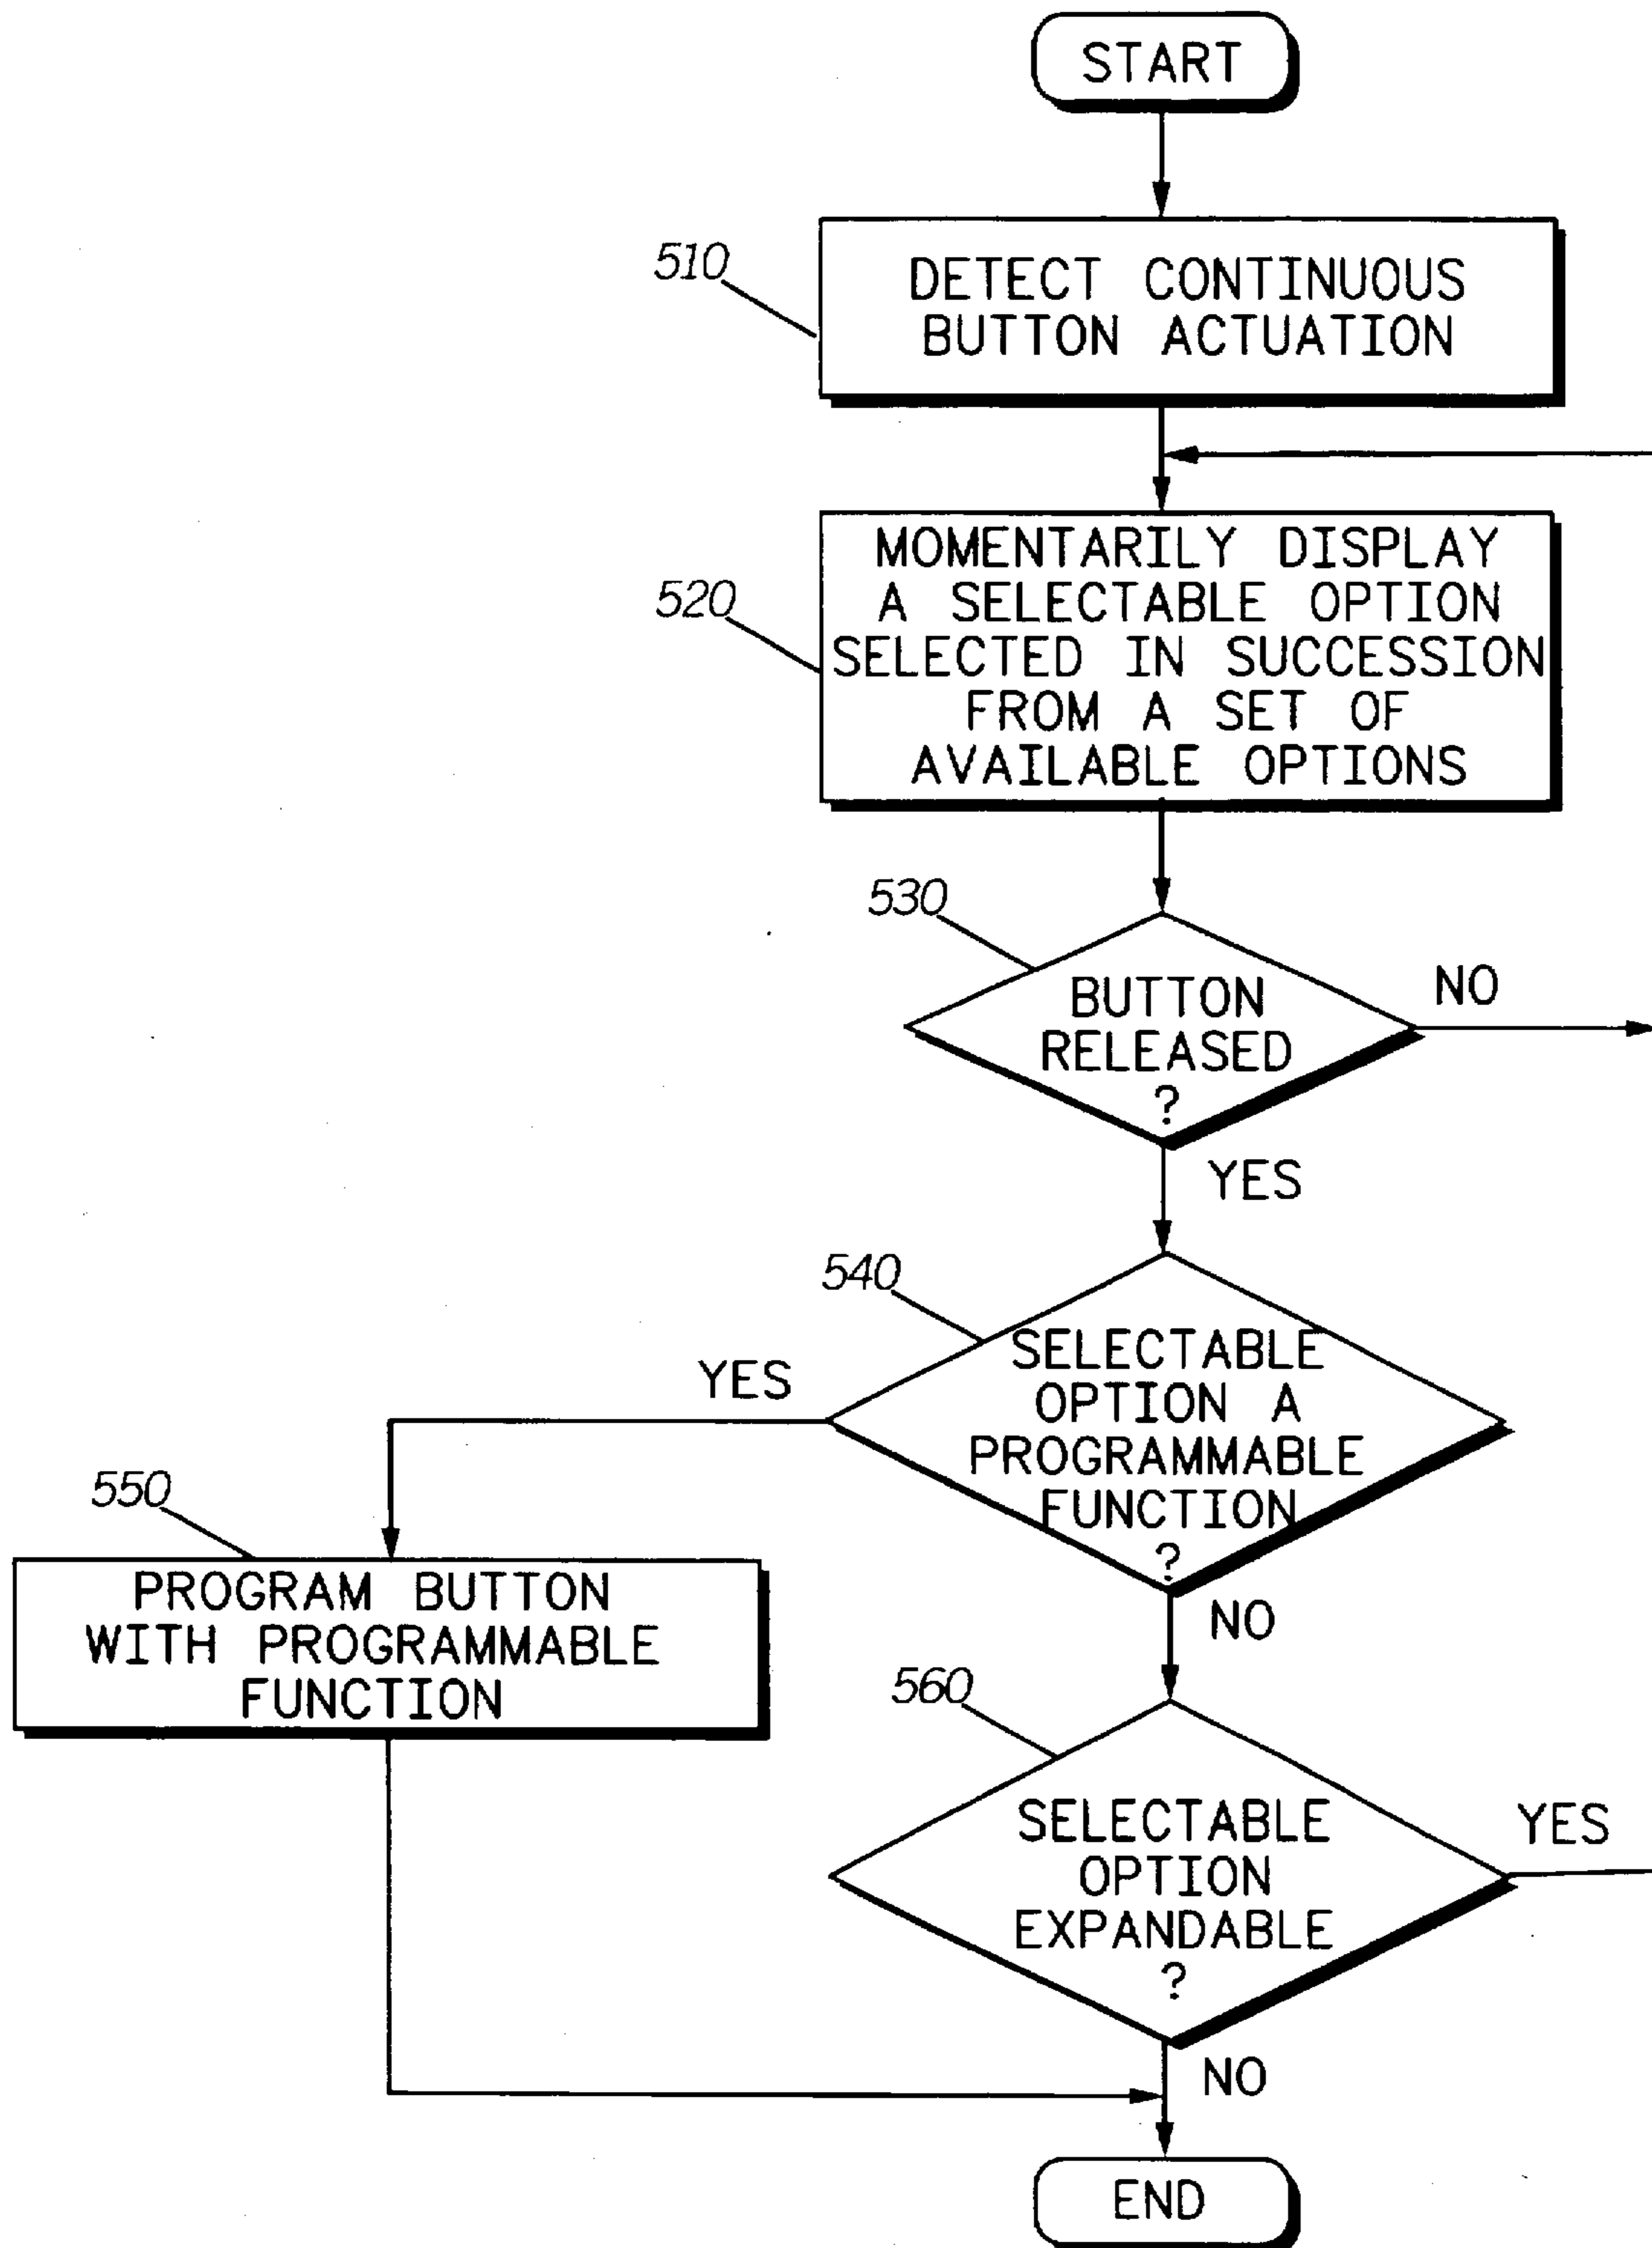 START
510
DETECT CONTINUOUS
BUTTON ACTUATION
520
MOMENTARILY DISPLAY
A SELECTABLE OPTION
SELECTED IN SUCCESSION
FROM A SET OF
AVAILABLE OPTIONS
530
BUTTON
RELEASED
?
NO
YES
540
SELECTABLE
OPTION A
PROGRAMMABLE
FUNCTION
?
YES
NO
550
PROGRAM BUTTON
WITH PROGRAMMABLE
FUNCTION
560
SELECTABLE
OPTION
EXPANDABLE
?
YES
NO
END